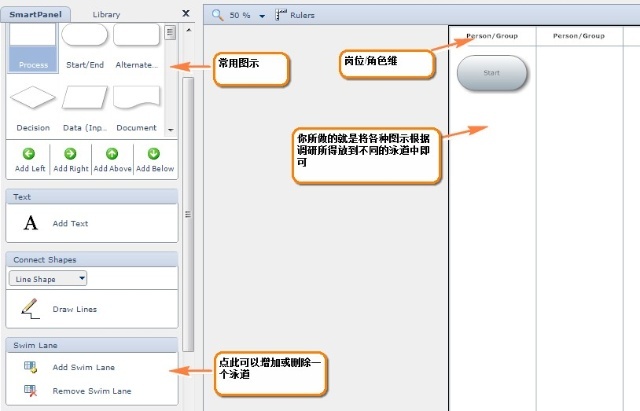 SmartPanel
Library
X
50 %
Rulers
Process
Start/End
Alternate...
Decision
Data (Inp...
Document
Add Left
Add Right
Add Above
Add Below
Text
A
Add Text
Connect Shapes
Line Shape
Draw Lines
Swim Lane
Add Swim Lane
Remove Swim Lane
常用图示
岗位/角色维
Person/Group
Person/Group
Start
你所做的就是将各种图示根据
调研所得放到不同的泳道中即
可
点此可以增加或删除一
个泳道